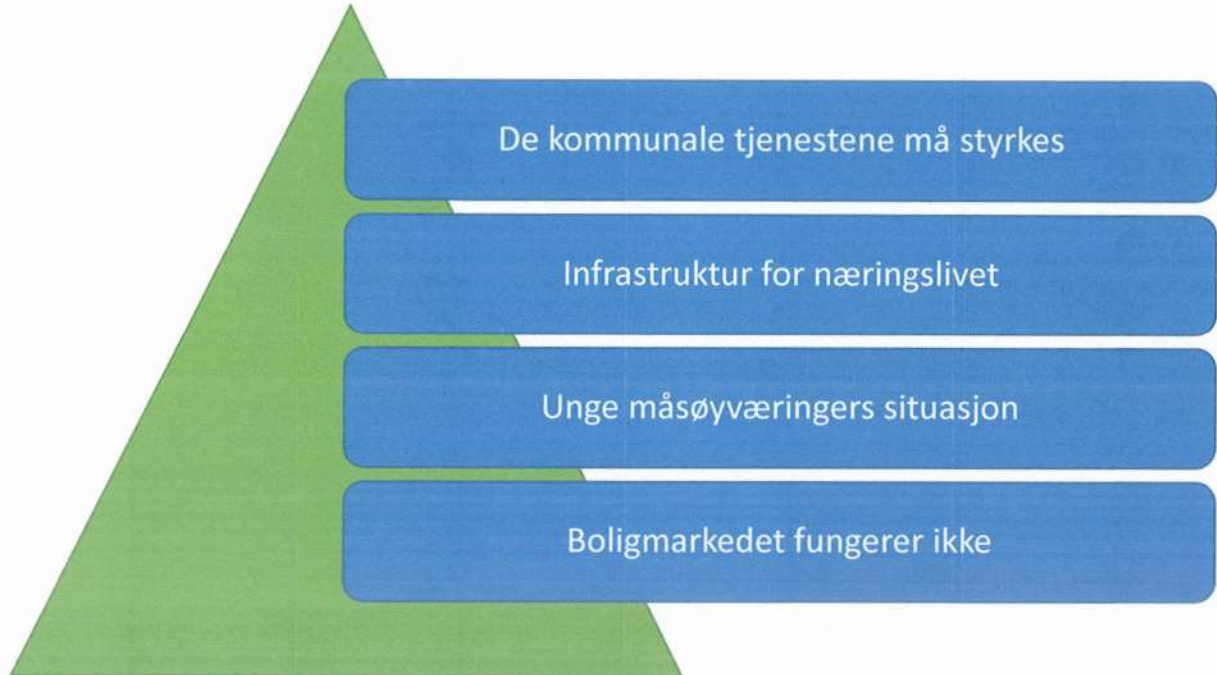 De kommunale tjenestene må styrkes
Infrastruktur for næringslivet
Unge måsøyværingers situasjon
Boligmarkedet fungerer ikke